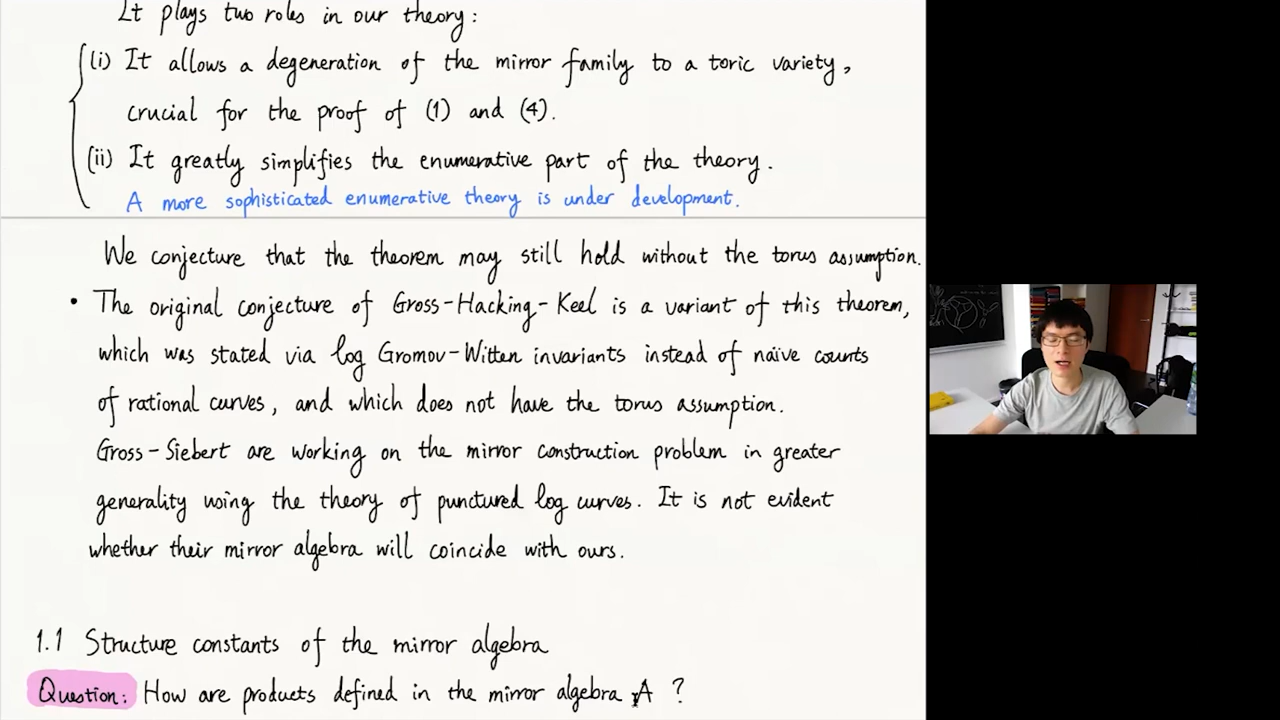 It plays two roles in our theory:
(i) It allows a degeneration of the mirror family to a toric variety,
crucial for the proof of (1) and (4).
(ii) It greatly simplifies the enumerative part of the theory.
A more sophisticated enumerative theory is under development.
We conjecture that the theorem may still hold without the torus assumption.
• The original conjecture of Gross-Hacking-Keel is a variant of this theorem,
which was stated via log Gromov-Witten invariants instead of naïve counts
of rational curves, and which does not have the torus assumption.
Gross-Siebert are working on the mirror construction problem in greater
generality using the theory of punctured log curves. It is not evident
whether their mirror algebra will coincide with ours.
1.1 Structure constants of the mirror algebra
Question: How are products defined in the mirror algebra A ?